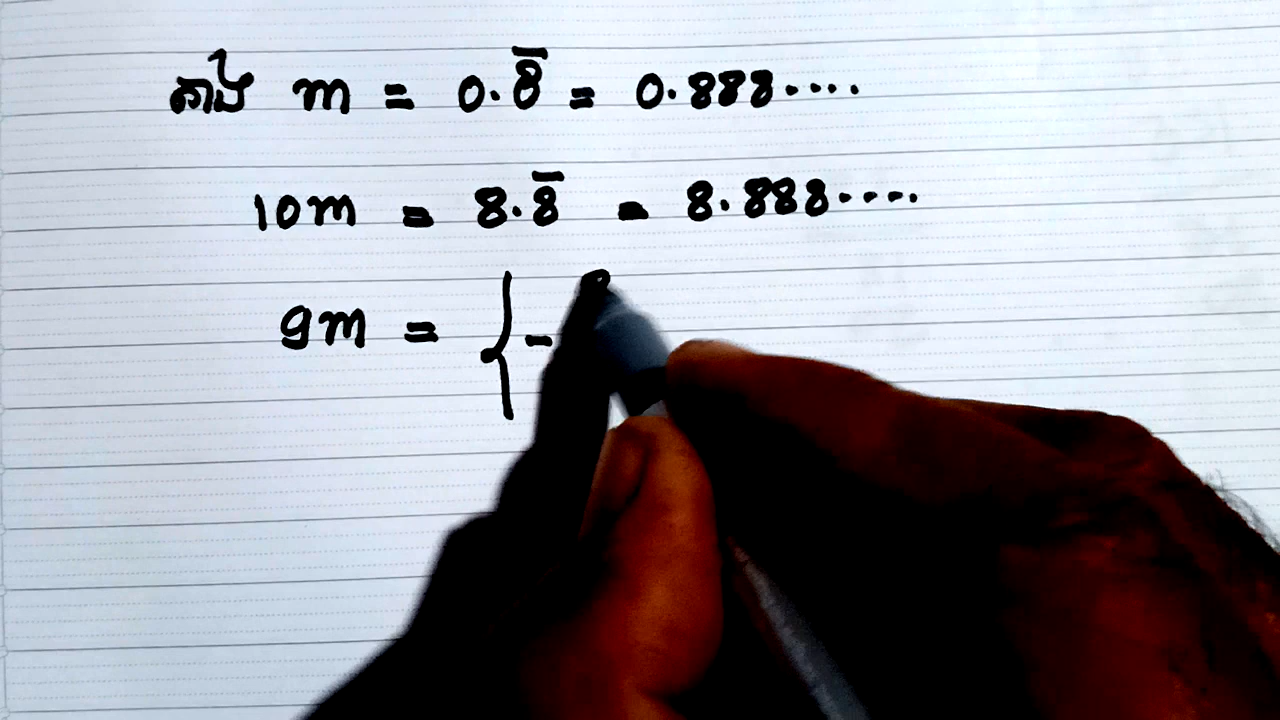 តាង m = 0.8̅ = 0.888....
10m = 8.8̅ = 8.888....
9m = { -